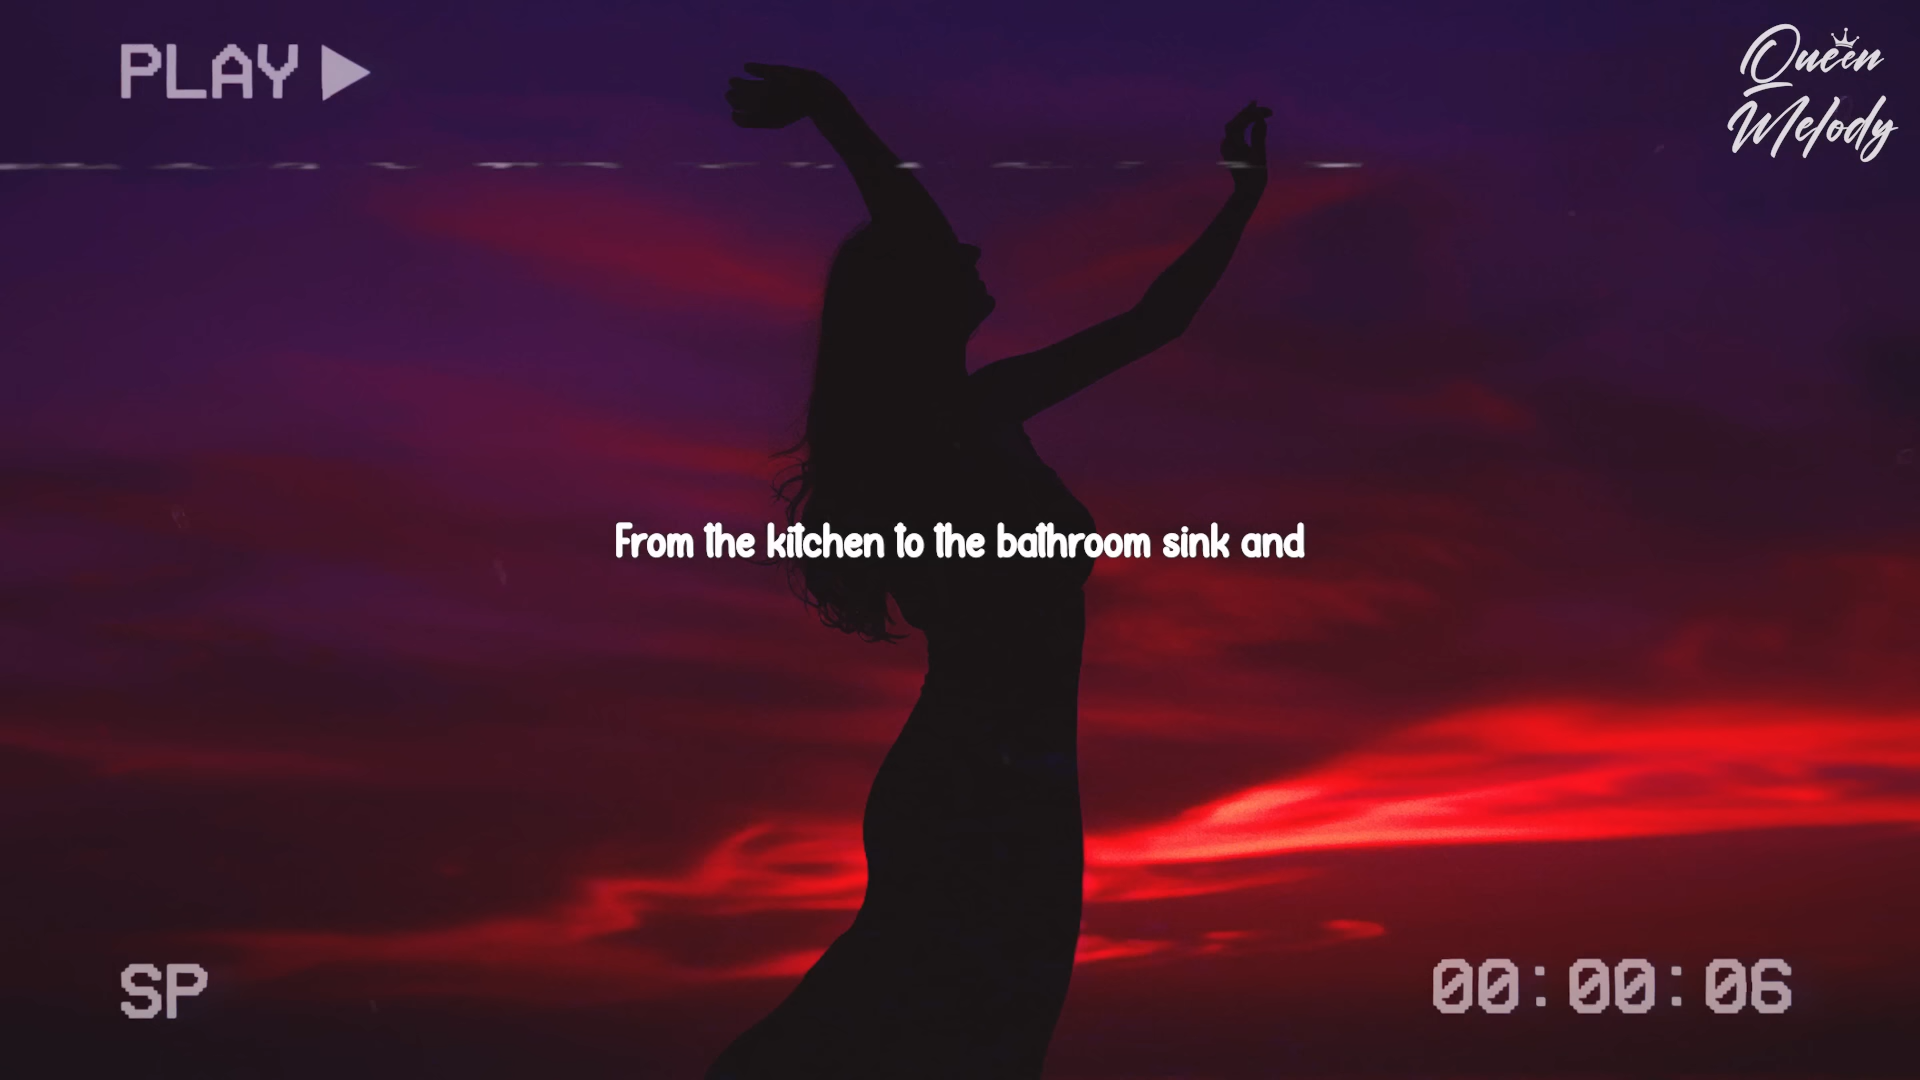 PLAY
Queen
Melody
From the kitchen to the bathroom sink and
SP
00:00:06